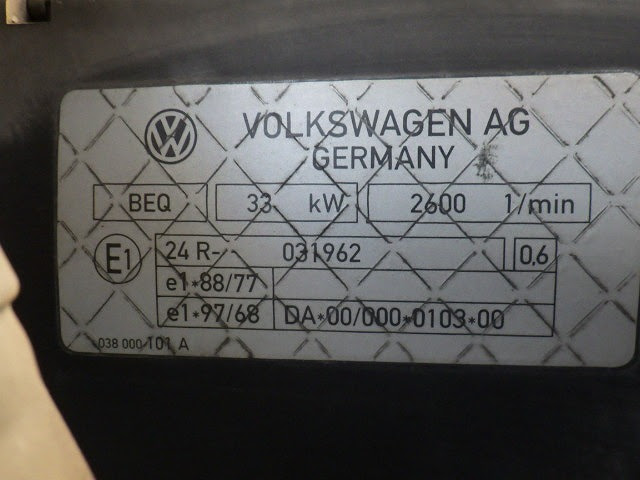 VOLKSWAGEN AG
GERMANY
BEQ 33 kW 2600 1/min
E1 24 R- 031962 0,6
e1*88/77
e1*97/68 DA*00/000*0103*00
038 000 101 A